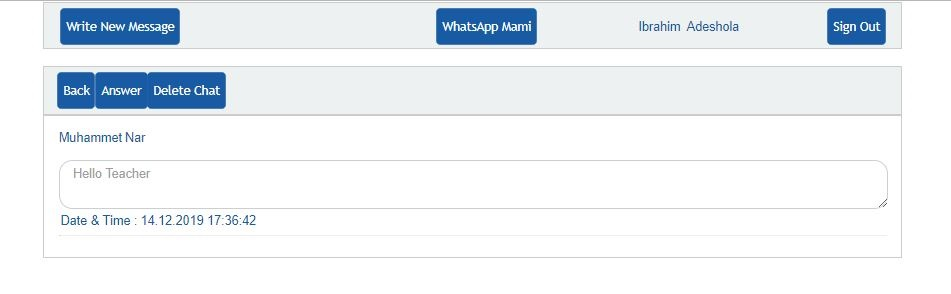 Write New Message WhatsApp Mami Ibrahim Adeshola Sign Out
Back Answer Delete Chat
Muhammet Nar
Hello Teacher
Date & Time : 14.12.2019 17:36:42